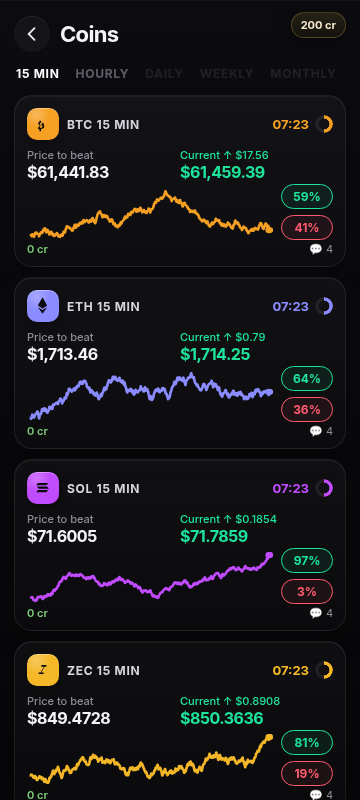 Coins
200 cr
15 MIN HOURLY DAILY WEEKLY MONTHLY
BTC 15 MIN 07:23
Price to beat Current ↑ $17.56
$61,441.83 $61,459.39
59%
41%
0 cr 💬 4
ETH 15 MIN 07:23
Price to beat Current ↑ $0.79
$1,713.46 $1,714.25
64%
36%
0 cr 💬 4
SOL 15 MIN 07:23
Price to beat Current ↑ $0.1854
$71.6005 $71.7859
97%
3%
0 cr 💬 4
ZEC 15 MIN 07:23
Price to beat Current ↑ $0.8908
$849.4728 $850.3636
81%
19%
0 cr 💬 4